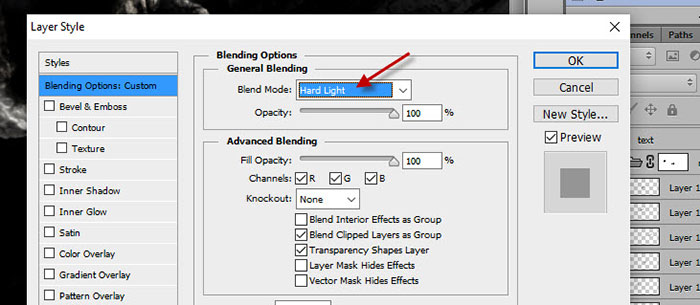 Layer Style
Styles
Blending Options: Custom
Bevel & Emboss
Contour
Texture
Stroke
Inner Shadow
Inner Glow
Satin
Color Overlay
Gradient Overlay
Pattern Overlay
Blending Options
General Blending
Blend Mode: Hard Light
Opacity: 100 %
Advanced Blending
Fill Opacity: 100 %
Channels: R G B
Knockout: None
Blend Interior Effects as Group
Blend Clipped Layers as Group
Transparency Shapes Layer
Layer Mask Hides Effects
Vector Mask Hides Effects
OK
Cancel
New Style...
Preview
nnels Paths
text
Layer 1
Layer 1
Layer 1
Layer 1
Layer 1